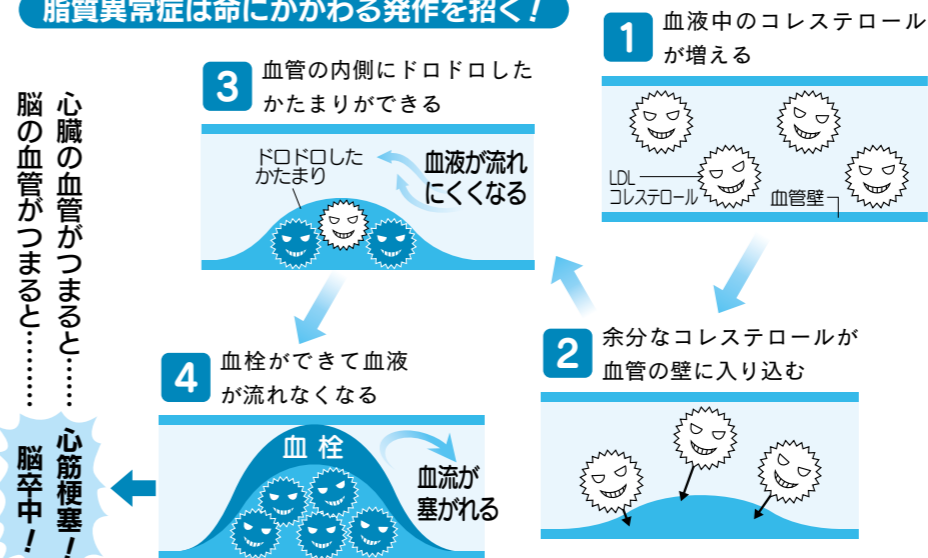 脂質異常症は命にかかわる発作を招く!
1
血液中のコレステロール
が増える
LDL
コレステロール
血管壁
2
余分なコレステロールが
血管の壁に入り込む
3
血管の内側にドロドロした
かたまりができる
ドロドロした
かたまり
血液が流れ
にくくなる
4
血栓ができて血液
が流れなくなる
血栓
血流が
塞がれる
心臓の血管がつまると……心筋梗塞!
脳の血管がつまると………脳卒中!